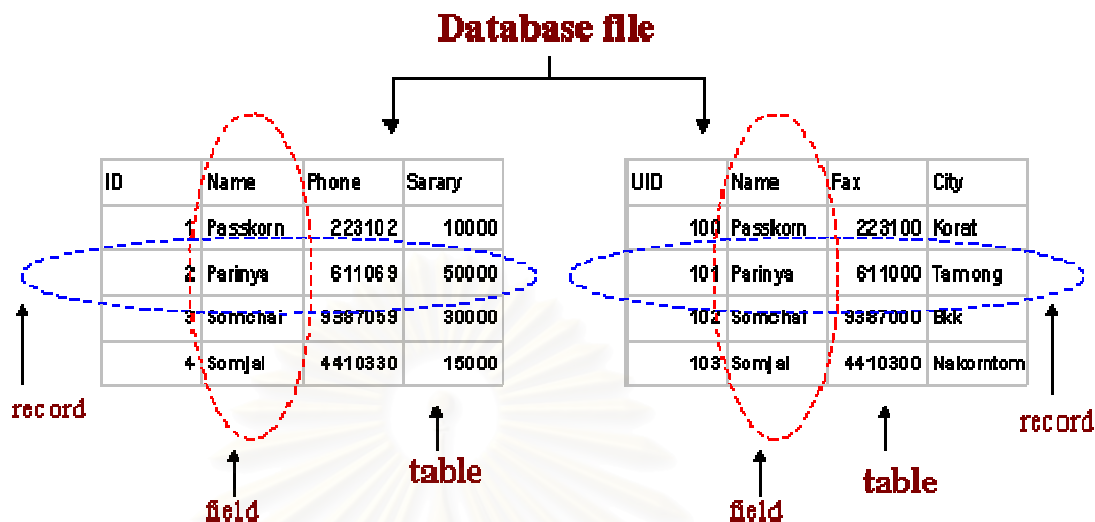 Database file
ID Name Phone Sarary
1 Passkorn 223102 10000
2 Parinya 611069 50000
3 Somchai 9387059 30000
4 Somjai 4410330 15000
UID Name Fax City
100 Passkorn 223100 Korat
101 Parinya 611000 Tamong
102 Somchai 9387000 Bkk
103 Somjai 4410300 Nakorntom
record
field
table
field
table
record